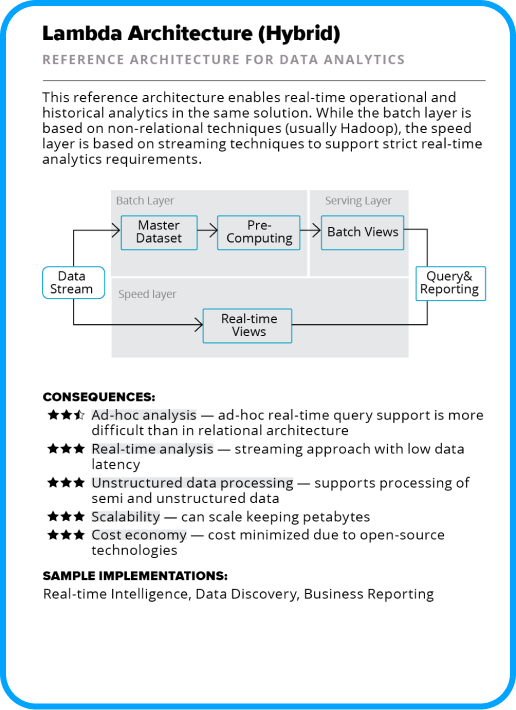 Lambda Architecture (Hybrid)
REFERENCE ARCHITECTURE FOR DATA ANALYTICS
This reference architecture enables real-time operational and
historical analytics in the same solution. While the batch layer is
based on non-relational techniques (usually Hadoop), the speed
layer is based on streaming techniques to support strict real-time
analytics requirements.
Batch Layer
Serving Layer
Master
Dataset
Pre-
Computing
Batch Views
Data
Stream
Query&
Reporting
Speed layer
Real-time
Views
CONSEQUENCES:
Ad-hoc analysis — ad-hoc real-time query support is more
difficult than in relational architecture
Real-time analysis — streaming approach with low data
latency
Unstructured data processing — supports processing of
semi and unstructured data
Scalability — can scale keeping petabytes
Cost economy — cost minimized due to open-source
technologies
SAMPLE IMPLEMENTATIONS:
Real-time Intelligence, Data Discovery, Business Reporting